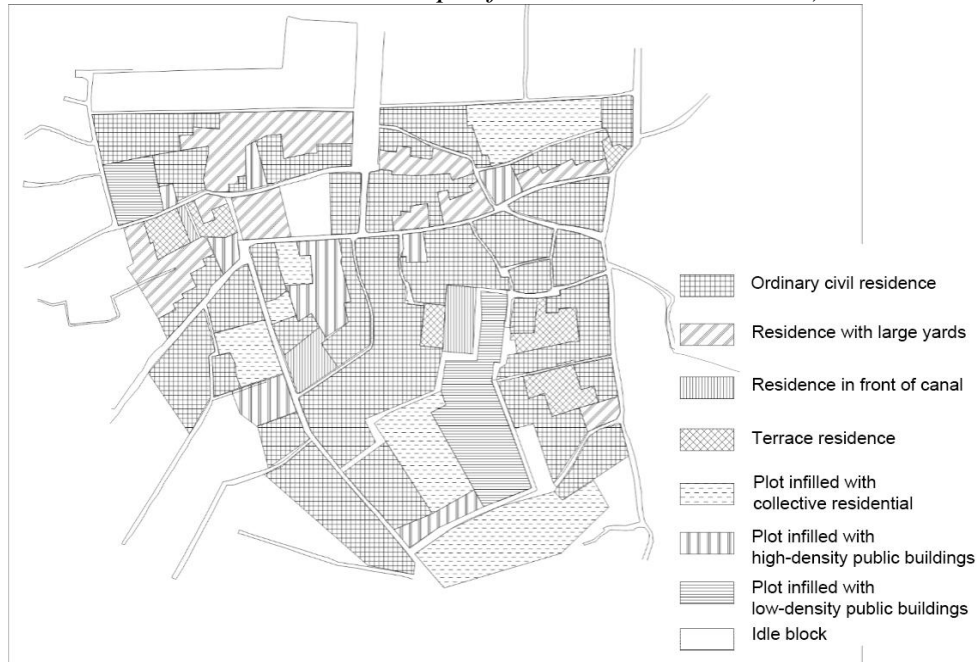 Ordinary civil residence
Residence with large yards
Residence in front of canal
Terrace residence
Plot infilled with
collective residential
Plot infilled with
high-density public buildings
Plot infilled with
low-density public buildings
Idle block